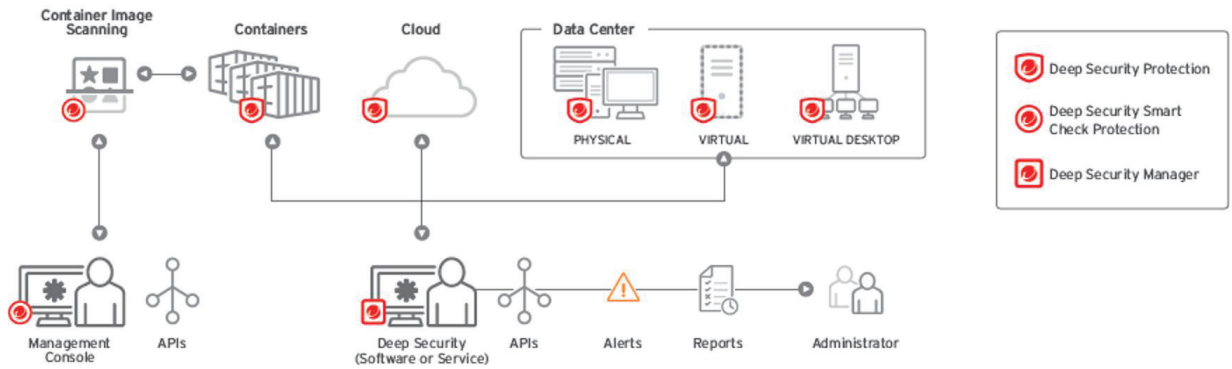 Container Image
Scanning
Containers
Cloud
Data Center
PHYSICAL
VIRTUAL
VIRTUAL DESKTOP
Deep Security Protection
Deep Security Smart
Check Protection
Deep Security Manager
Management
Console
APIs
Deep Security
(Software or Service)
APIs
Alerts
Reports
Administrator